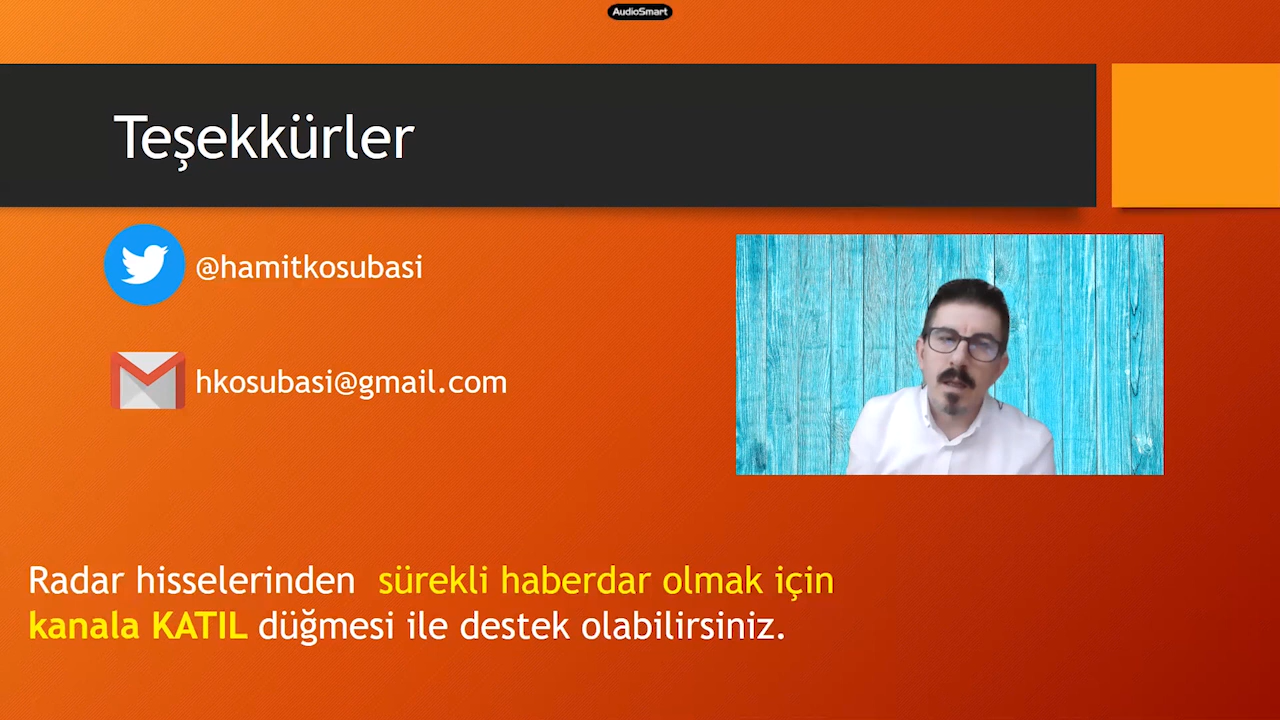 AudioSmart
Teşekkürler
@hamitkosubasi
hkosubasi@gmail.com
Radar hisselerinden sürekli haberdar olmak için
kanala KATIL düğmesi ile destek olabilirsiniz.